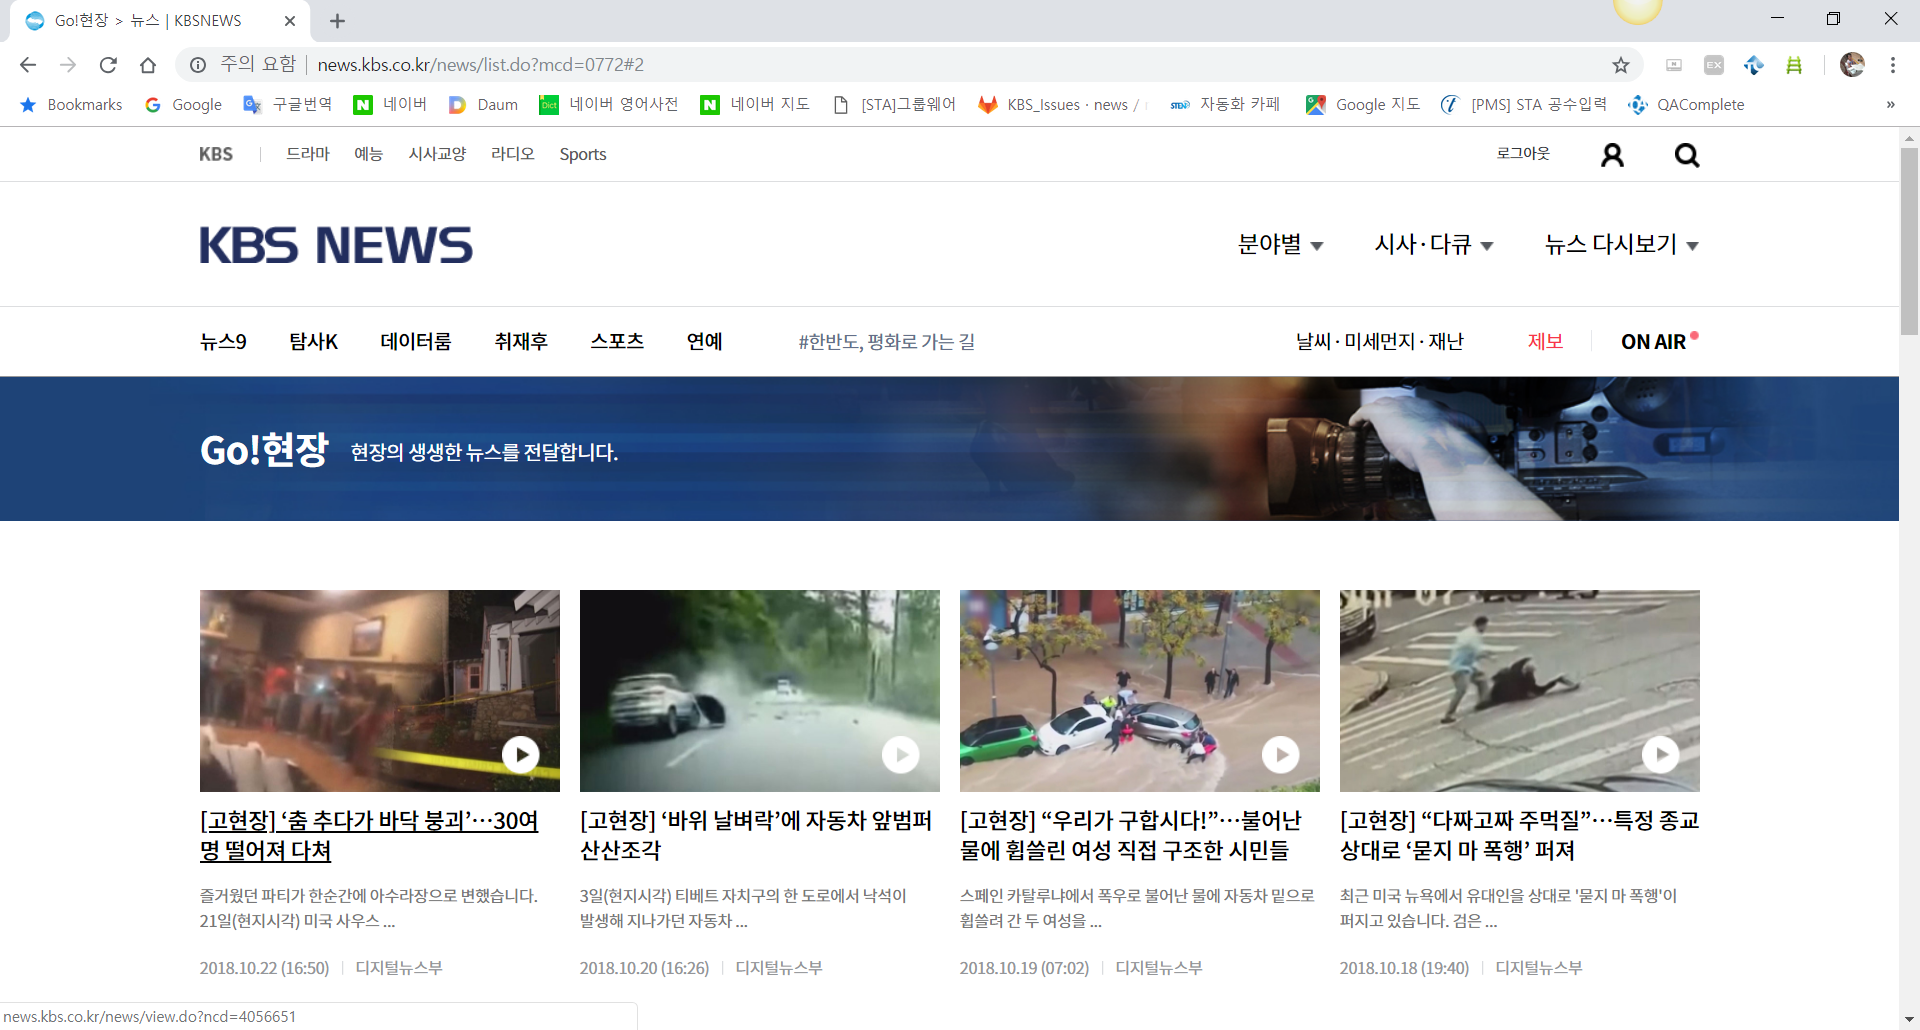 Go!현장 > 뉴스 | KBSNEWS
주의 요함 | news.kbs.co.kr/news/list.do?mcd=0772#2
Bookmarks Google 구글번역 네이버 Daum 네이버 영어사전 네이버 지도 [STA]그룹웨어 KBS_Issues · news / 자동화 카페 Google 지도 [PMS] STA 공수입력 QAComplete »
KBS 드라마 예능 시사교양 라디오 Sports 로그아웃
KBS NEWS 분야별 시사·다큐 뉴스 다시보기
뉴스9 탐사K 데이터룸 취재후 스포츠 연예 #한반도, 평화로 가는 길 날씨·미세먼지·재난 제보 ON AIR
Go!현장 현장의 생생한 뉴스를 전달합니다.
[고현장] ‘춤 추다가 바닥 붕괴’…30여
명 떨어져 다쳐
즐거웠던 파티가 한순간에 아수라장으로 변했습니다.
21일(현지시각) 미국 사우스 ...
2018.10.22 (16:50) 디지털뉴스부
[고현장] ‘바위 날벼락’에 자동차 앞범퍼
산산조각
3일(현지시각) 티베트 자치구의 한 도로에서 낙석이
발생해 지나가던 자동차 ...
2018.10.20 (16:26) 디지털뉴스부
[고현장] “우리가 구합시다!”…불어난
물에 휩쓸린 여성 직접 구조한 시민들
스페인 카탈루냐에서 폭우로 불어난 물에 자동차 밑으로
휩쓸려 간 두 여성을 ...
2018.10.19 (07:02) 디지털뉴스부
[고현장] “다짜고짜 주먹질”…특정 종교
상대로 ‘묻지 마 폭행’ 퍼져
최근 미국 뉴욕에서 유대인을 상대로 '묻지 마 폭행'이
퍼지고 있습니다. 검은 ...
2018.10.18 (19:40) 디지털뉴스부
news.kbs.co.kr/news/view.do?ncd=4056651